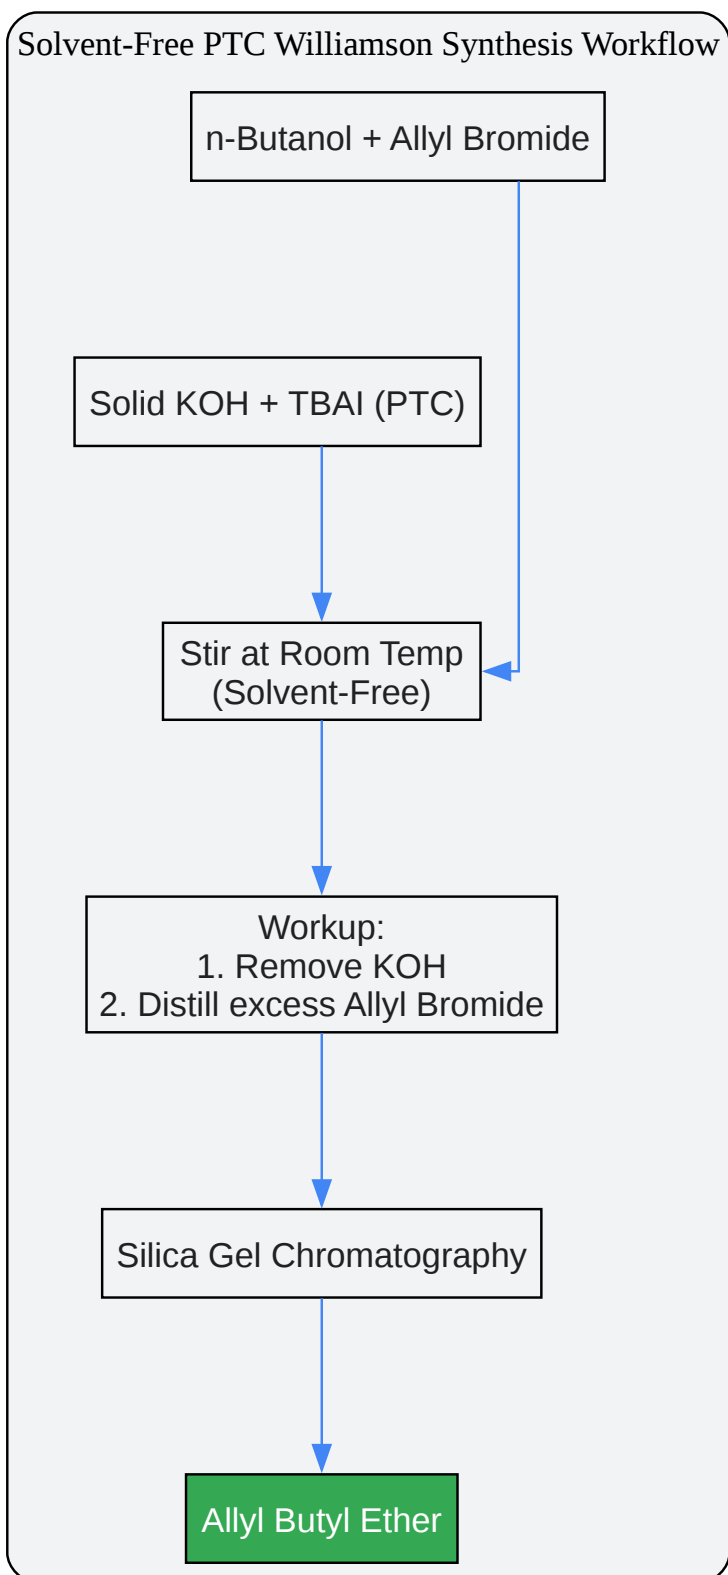 Solvent-Free PTC Williamson Synthesis Workflow
n-Butanol + Allyl Bromide
Solid KOH + TBAI (PTC)
Stir at Room Temp
(Solvent-Free)
Workup:
1. Remove KOH
2. Distill excess Allyl Bromide
Silica Gel Chromatography
Allyl Butyl Ether